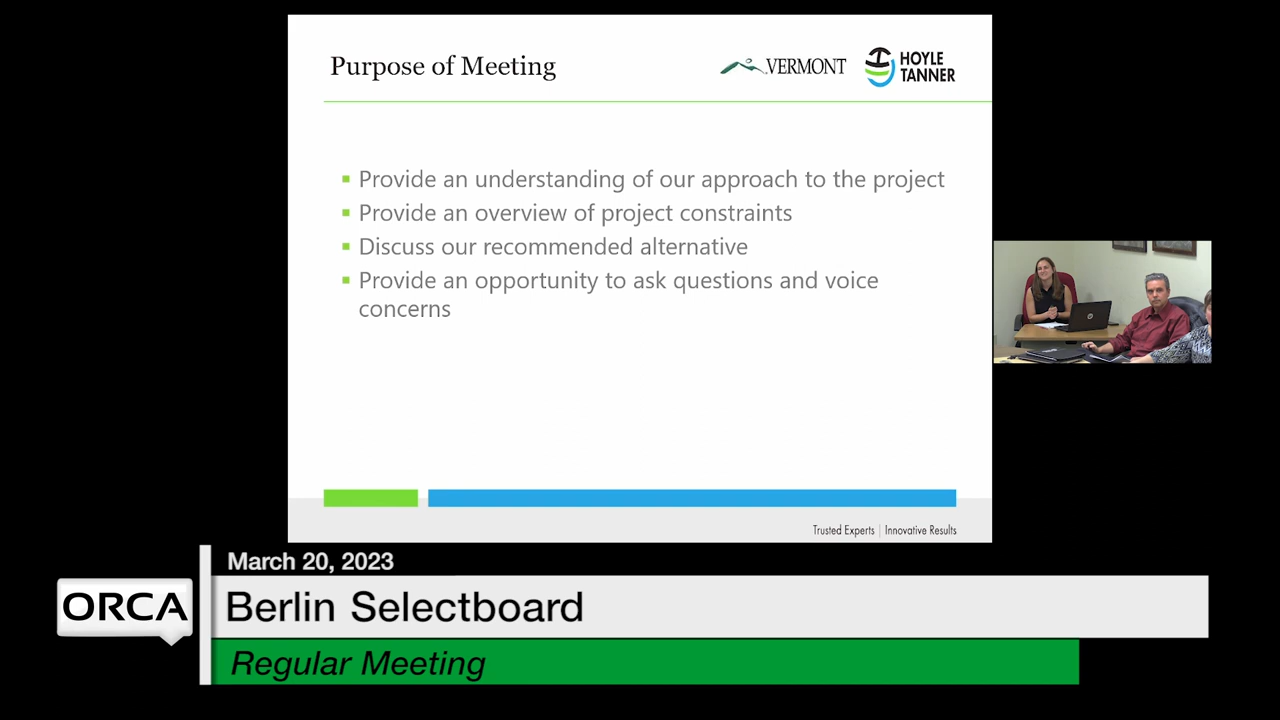 Purpose of Meeting
VERMONT
HOYLE
TANNER
Provide an understanding of our approach to the project
Provide an overview of project constraints
Discuss our recommended alternative
Provide an opportunity to ask questions and voice
concerns
Trusted Experts | Innovative Results
March 20, 2023
ORCA
Berlin Selectboard
Regular Meeting